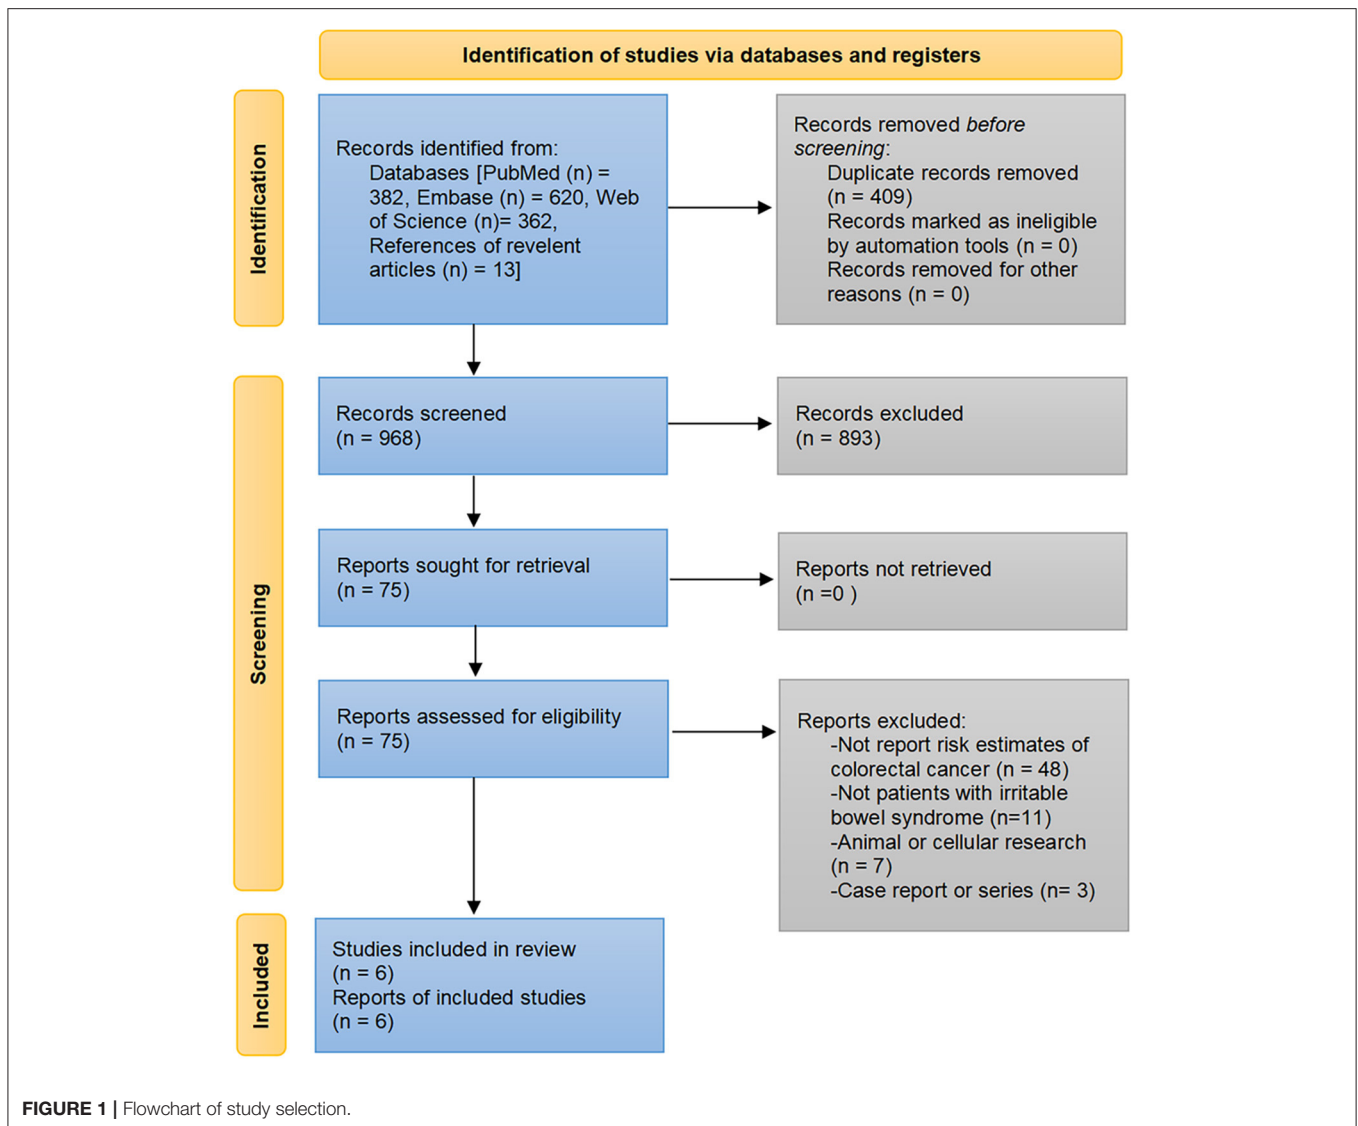 Identification of studies via databases and registers
Identification
Records identified from:
Databases [PubMed (n) =
382, Embase (n) = 620, Web
of Science (n)= 362,
References of revelent
articles (n) = 13]
Records removed before
screening:
Duplicate records removed
(n = 409)
Records marked as ineligible
by automation tools (n = 0)
Records removed for other
reasons (n = 0)
Screening
Records screened
(n = 968)
Records excluded
(n = 893)
Reports sought for retrieval
(n = 75)
Reports not retrieved
(n =0 )
Reports assessed for eligibility
(n = 75)
Reports excluded:
-Not report risk estimates of
colorectal cancer (n = 48)
-Not patients with irritable
bowel syndrome (n=11)
-Animal or cellular research
(n = 7)
-Case report or series (n= 3)
Included
Studies included in review
(n = 6)
Reports of included studies
(n = 6)
FIGURE 1 | Flowchart of study selection.